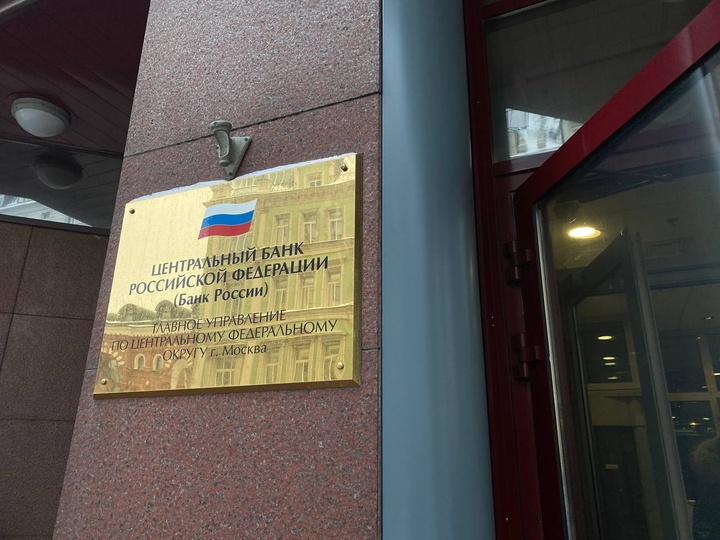 ЦЕНТРАЛЬНЫЙ БАНК
РОССИЙСКОЙ ФЕДЕРАЦИИ
(Банк России)
ГЛАВНОЕ УПРАВЛЕНИЕ
ПО ЦЕНТРАЛЬНОМУ ФЕДЕРАЛЬНОМУ
ОКРУГУ г. Москва